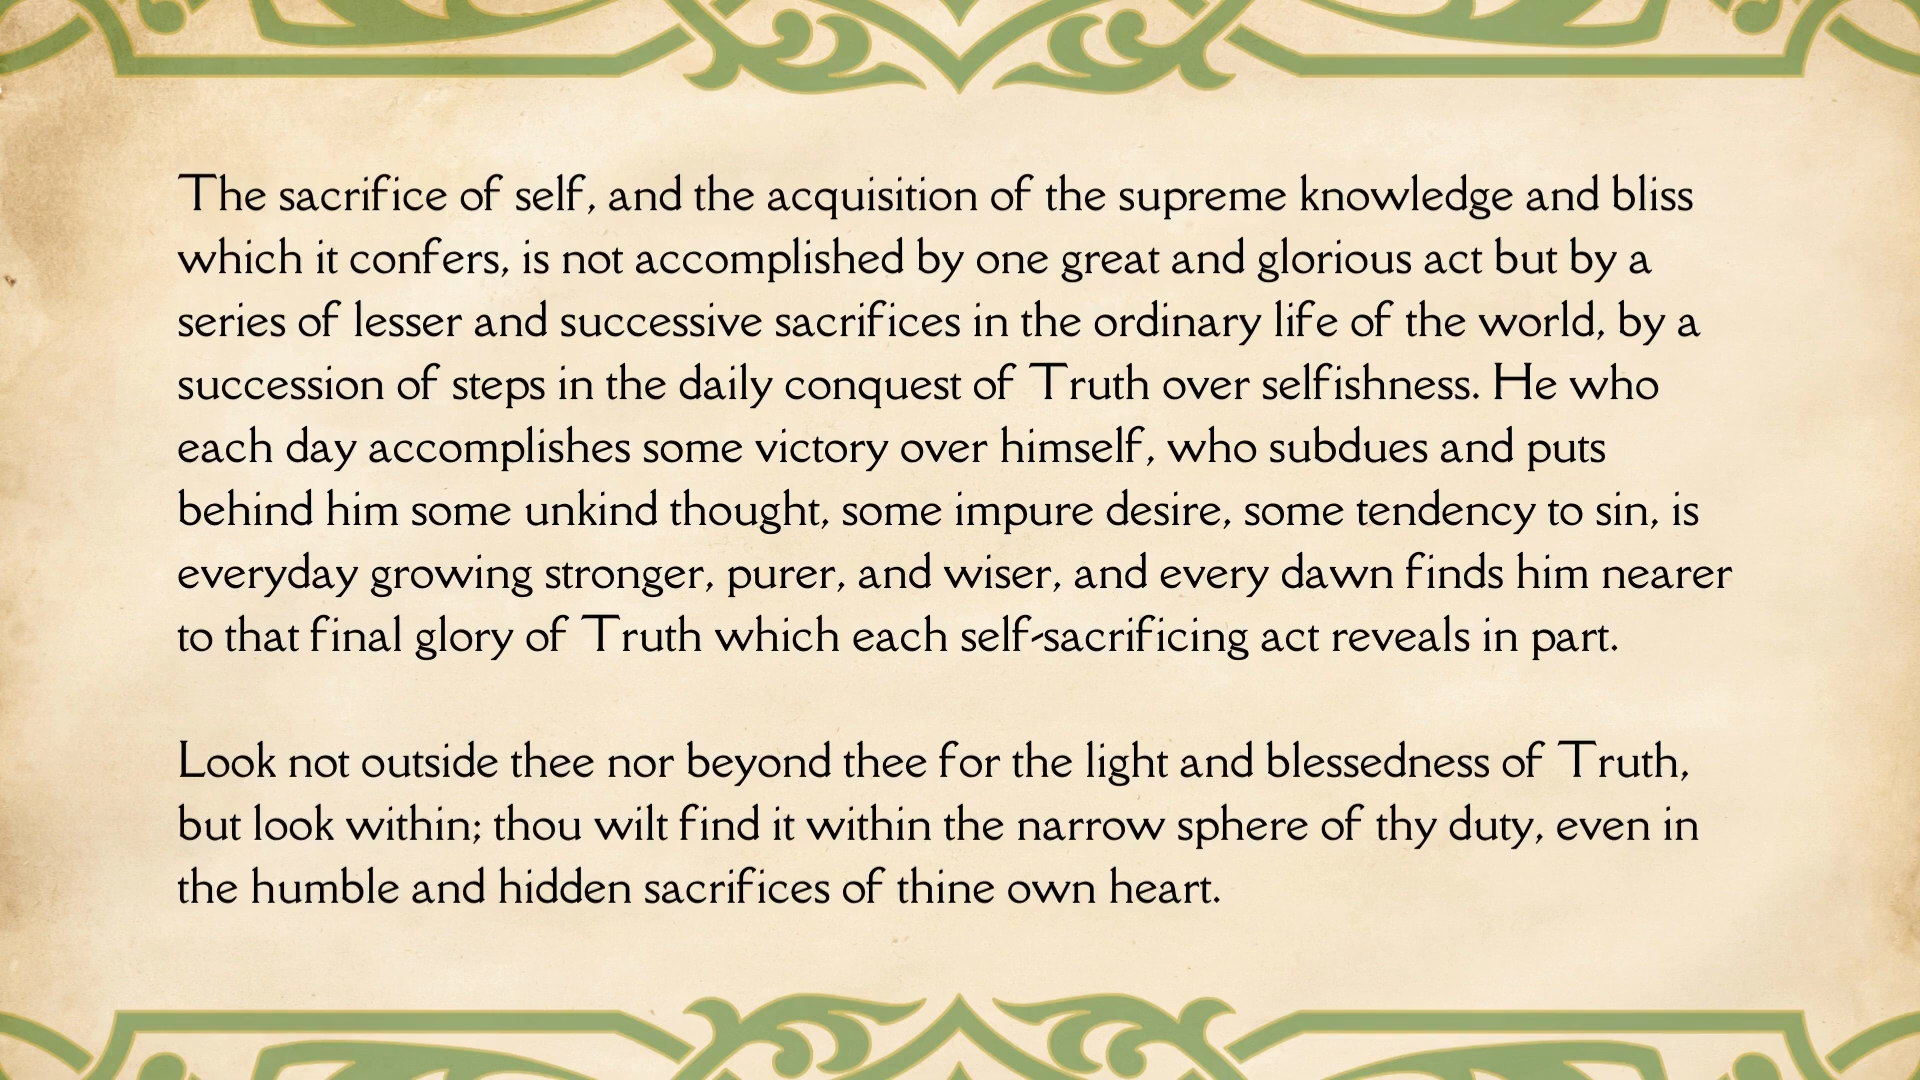 The sacrifice of self, and the acquisition of the supreme knowledge and bliss
which it confers, is not accomplished by one great and glorious act but by a
series of lesser and successive sacrifices in the ordinary life of the world, by a
succession of steps in the daily conquest of Truth over selfishness. He who
each day accomplishes some victory over himself, who subdues and puts
behind him some unkind thought, some impure desire, some tendency to sin, is
everyday growing stronger, purer, and wiser, and every dawn finds him nearer
to that final glory of Truth which each self-sacrificing act reveals in part.
Look not outside thee nor beyond thee for the light and blessedness of Truth,
but look within; thou wilt find it within the narrow sphere of thy duty, even in
the humble and hidden sacrifices of thine own heart.